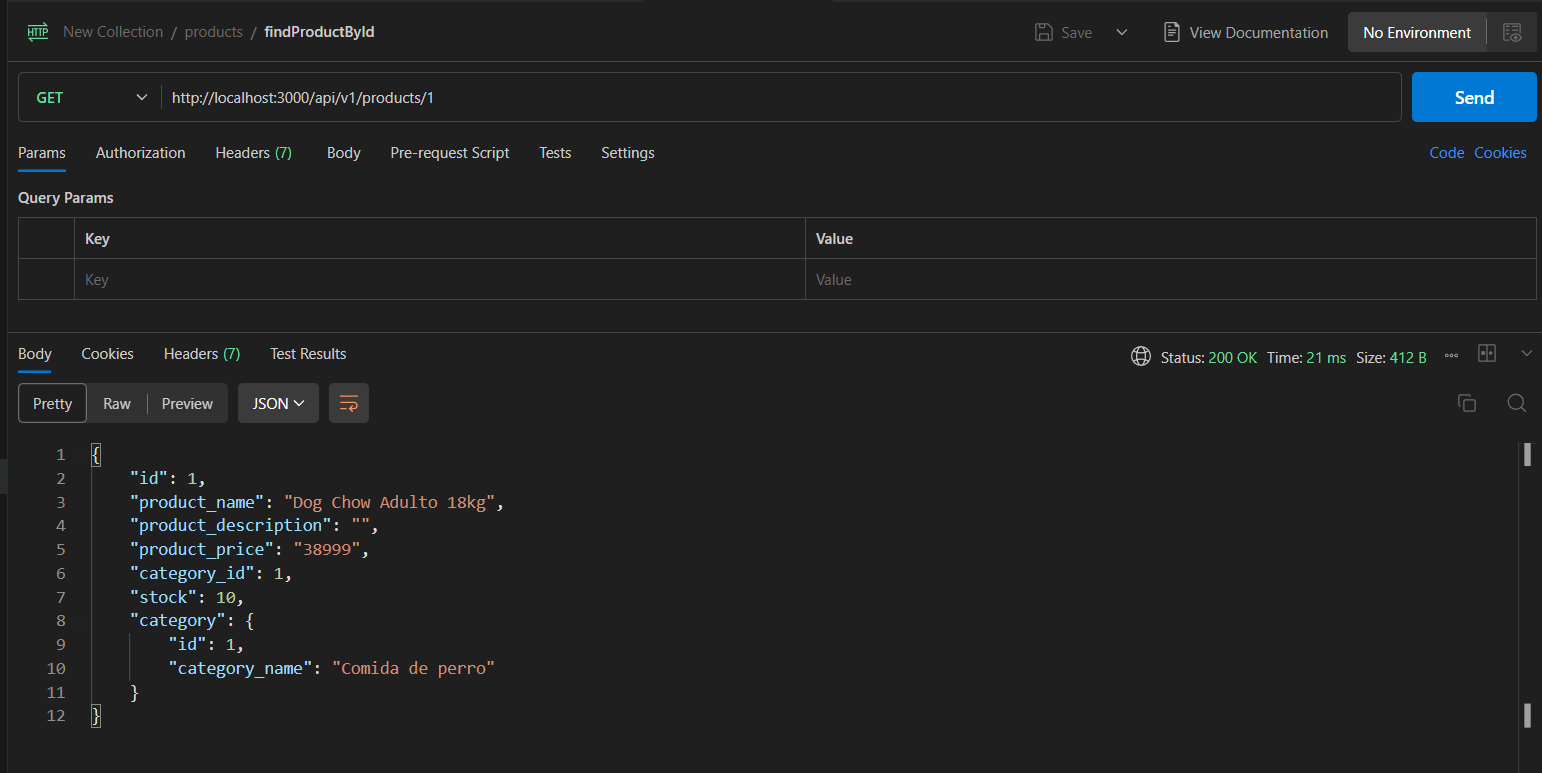 HTTP New Collection / products / findProductById Save View Documentation No Environment
GET http://localhost:3000/api/v1/products/1 Send
Params Authorization Headers (7) Body Pre-request Script Tests Settings Code Cookies
Query Params
Key Value
Key Value
Body Cookies Headers (7) Test Results Status: 200 OK Time: 21 ms Size: 412 B
Pretty Raw Preview JSON
1 {
2 "id": 1,
3 "product_name": "Dog Chow Adulto 18kg",
4 "product_description": "",
5 "product_price": "38999",
6 "category_id": 1,
7 "stock": 10,
8 "category": {
9 "id": 1,
10 "category_name": "Comida de perro"
11 }
12 }